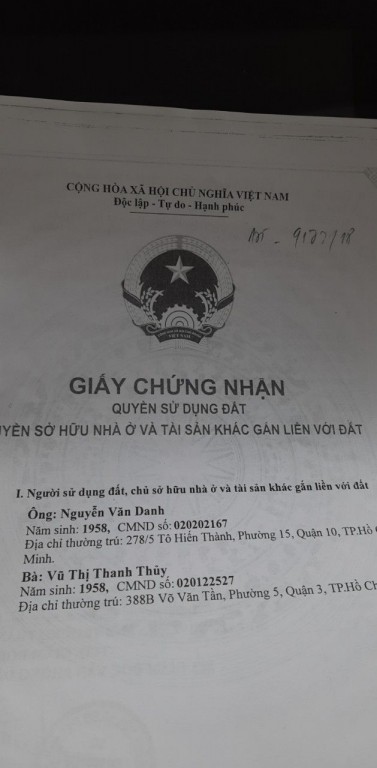 CỘNG HÒA XÃ HỘI CHỦ NGHĨA VIỆT NAM
Độc lập - Tự do - Hạnh phúc
9183/18
VIỆT NAM
GIẤY CHỨNG NHẬN
QUYỀN SỬ DỤNG ĐẤT
YỀN SỞ HỮU NHÀ Ở VÀ TÀI SẢN KHÁC GẮN LIỀN VỚI ĐẤT
I. Người sử dụng đất, chủ sở hữu nhà ở và tài sản khác gắn liền với đất
Ông: Nguyễn Văn Danh
Năm sinh: 1958, CMND số: 020202167
Địa chỉ thường trú: 278/5 Tô Hiến Thành, Phường 15, Quận 10, TP.Hồ C
Minh.
Bà: Vũ Thị Thanh Thủy
Năm sinh: 1958, CMND số: 020122527
Địa chỉ thường trú: 388B Võ Văn Tần, Phường 5, Quận 3, TP.Hồ Ch